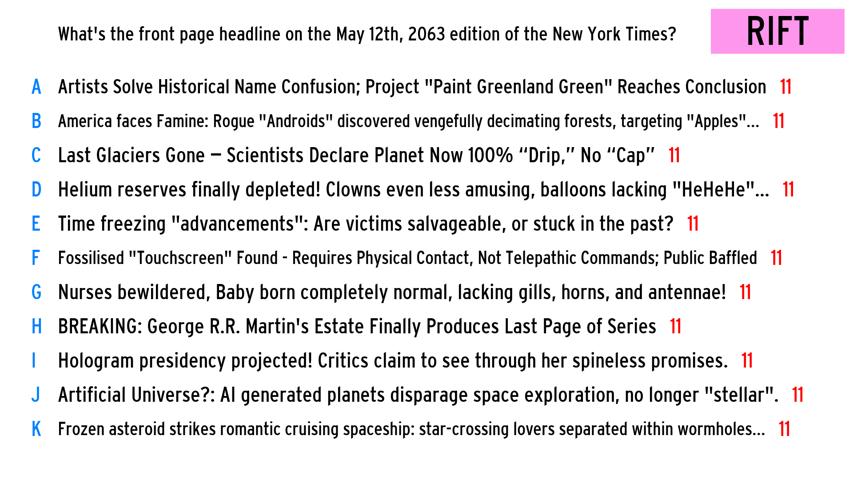 What's the front page headline on the May 12th, 2063 edition of the New York Times?
RIFT
A Artists Solve Historical Name Confusion; Project "Paint Greenland Green" Reaches Conclusion 11
B America faces Famine: Rogue "Androids" discovered vengefully decimating forests, targeting "Apples"... 11
C Last Glaciers Gone – Scientists Declare Planet Now 100% “Drip,” No “Cap” 11
D Helium reserves finally depleted! Clowns even less amusing, balloons lacking "HeHeHe"... 11
E Time freezing "advancements": Are victims salvageable, or stuck in the past? 11
F Fossilised "Touchscreen" Found - Requires Physical Contact, Not Telepathic Commands; Public Baffled 11
G Nurses bewildered, Baby born completely normal, lacking gills, horns, and antennae! 11
H BREAKING: George R.R. Martin's Estate Finally Produces Last Page of Series 11
I Hologram presidency projected! Critics claim to see through her spineless promises. 11
J Artificial Universe?: AI generated planets disparage space exploration, no longer "stellar". 11
K Frozen asteroid strikes romantic cruising spaceship: star-crossing lovers separated within wormholes... 11